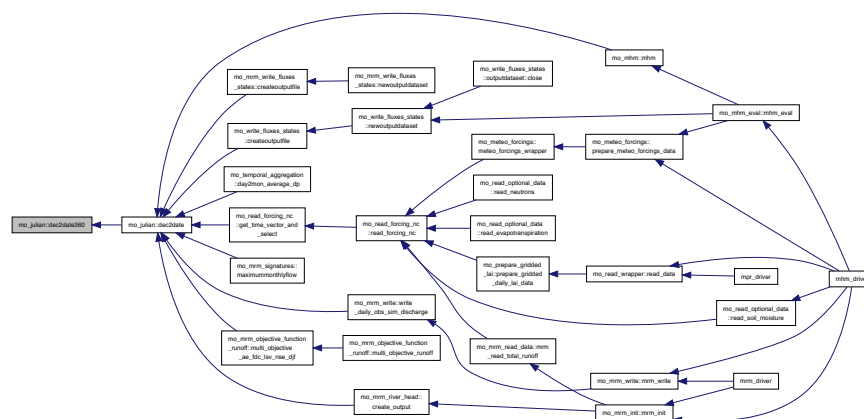 mo_julian::dec2date360
mo_julian::dec2date
mo_mrm_write_fluxes
_states::createoutputfile
mo_write_fluxes_states
::createoutputfile
mo_temporal_aggregation
::day2mon_average_dp
mo_read_forcing_nc
::get_time_vector_and
_select
mo_mrm_signatures::
maximummonthlyflow
mo_mrm_objective_function
_runoff::multi_objective
_ae_fdc_lsv_nse_djf
mo_mrm_write_fluxes
_states::newoutputdataset
mo_write_fluxes_states
::newoutputdataset
mo_read_forcing_nc
::read_forcing_nc
mo_mrm_write::write
_daily_obs_sim_discharge
mo_mrm_objective_function
_runoff::multi_objective_runoff
mo_mrm_river_head::
create_output
mo_write_fluxes_states
::outputdataset::close
mo_meteo_forcings::
meteo_forcings_wrapper
mo_read_optional_data
::read_neutrons
mo_read_optional_data
::read_evapotranspiration
mo_prepare_gridded
_lai::prepare_gridded
_daily_lai_data
mo_mrm_read_data::mrm
_read_total_runoff
mo_mhm::mhm
mo_meteo_forcings::
prepare_meteo_forcings_data
mo_read_wrapper::read_data
mo_mrm_write::mrm_write
mo_mrm_init::mrm_init
mo_mhm_eval::mhm_eval
mpr_driver
mo_read_optional_data
::read_soil_moisture
mrm_driver
mhm_driver